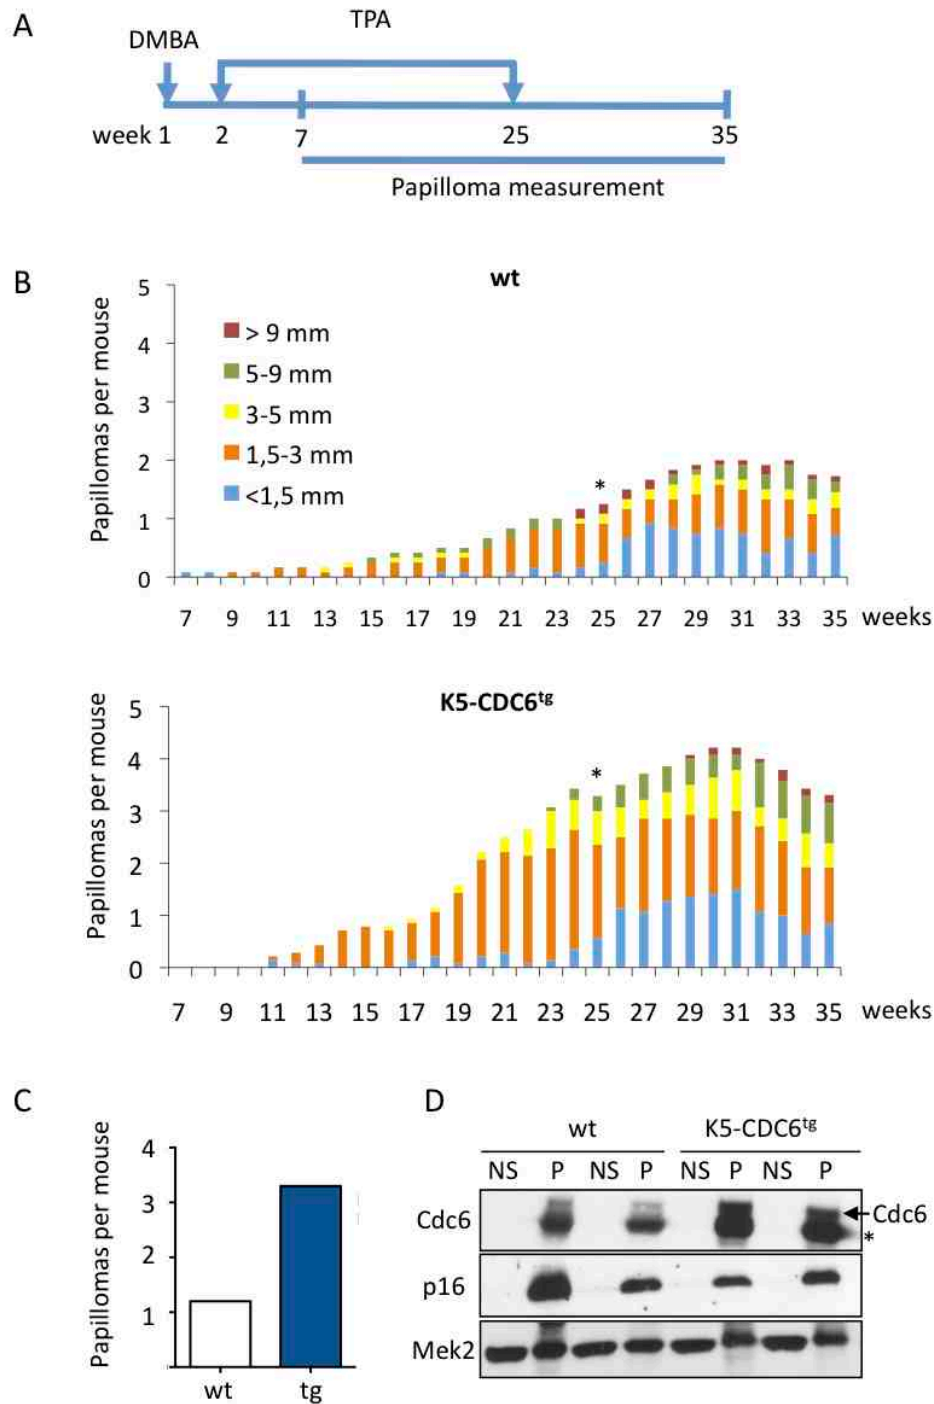 A
TPA
DMBA
week 1 2 7 25 35
Papilloma measurement
B
wt
Papillomas per mouse
5
4
3
2
1
0
> 9 mm
5-9 mm
3-5 mm
1,5-3 mm
<1,5 mm
*
7 9 11 13 15 17 19 21 23 25 27 29 31 33 35 weeks
K5-CDC6tg
Papillomas per mouse
5
4
3
2
1
0
*
7 9 11 13 15 17 19 21 23 25 27 29 31 33 35 weeks
C
Papillomas per mouse
4
3
2
1
wt tg
D
wt K5-CDC6tg
NS P NS P NS P NS P
Cdc6 Cdc6
*
p16
Mek2